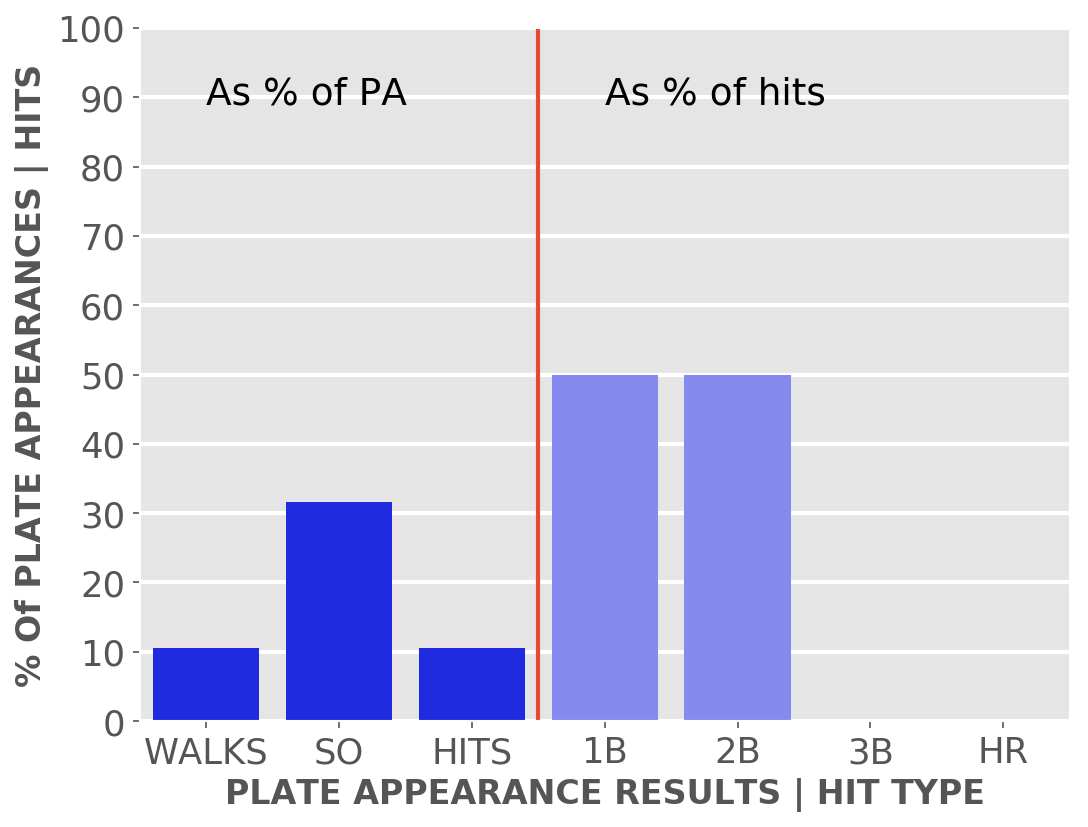 % Of PLATE APPEARANCES | HITS
100
90
80
70
60
50
40
30
20
10
0
As % of PA
As % of hits
WALKS SO HITS 1B 2B 3B HR
PLATE APPEARANCE RESULTS | HIT TYPE